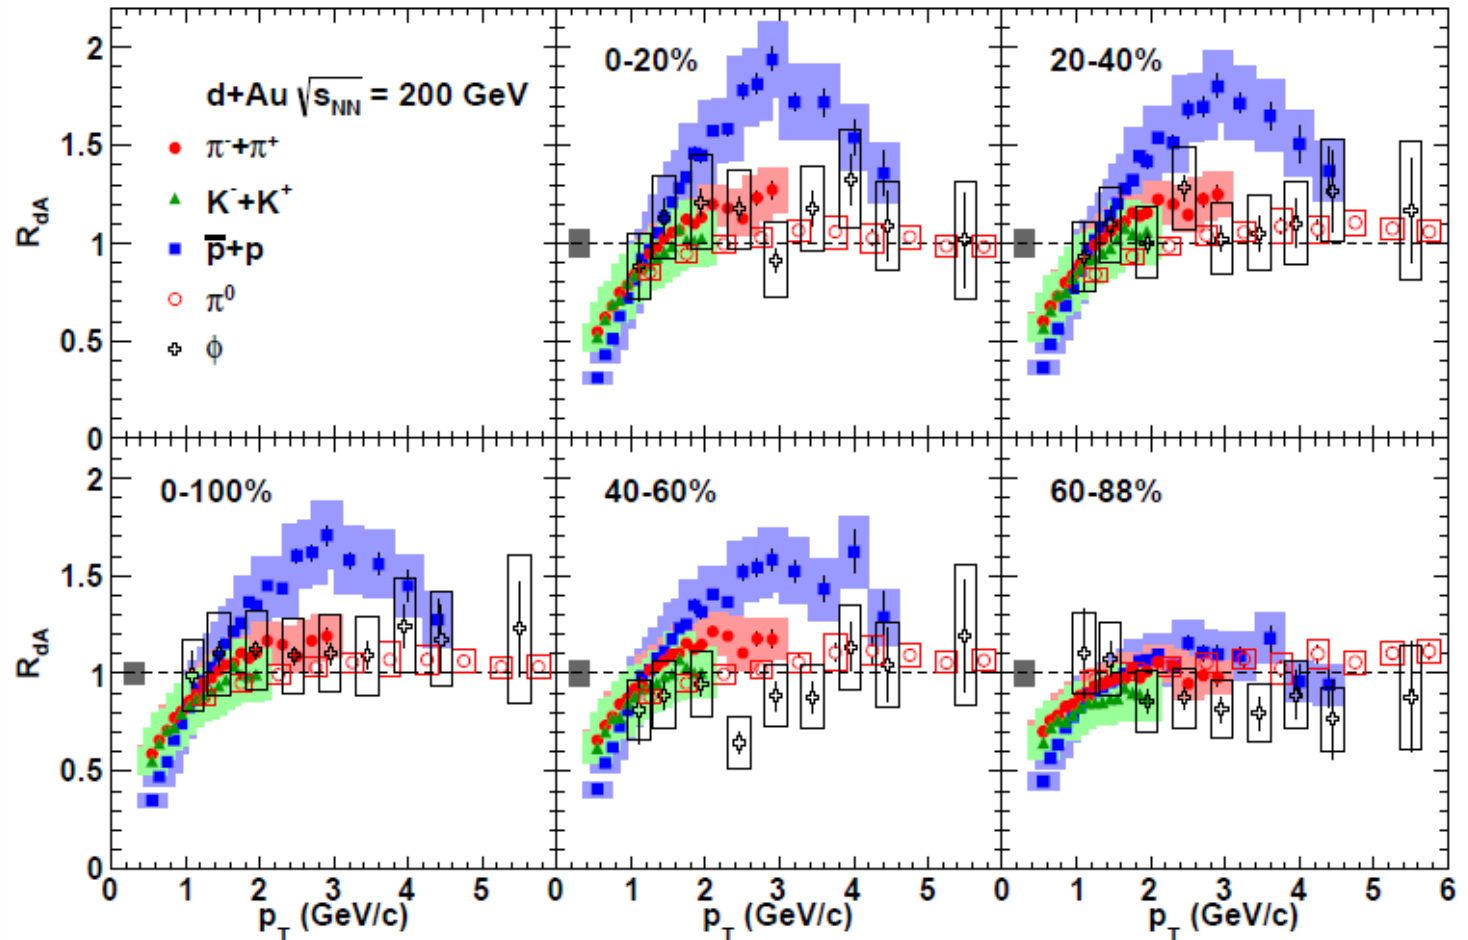 2
1.5
1
0.5
0
R_dA
d+Au √s_NN = 200 GeV
π⁻+π⁺
K⁻+K⁺
p̅+p
π⁰
ϕ
0-20%
20-40%
2
1.5
1
0.5
0
R_dA
0-100%
40-60%
60-88%
0 1 2 3 4 5
0 1 2 3 4 5
0 1 2 3 4 5 6
p_T (GeV/c)
p_T (GeV/c)
p_T (GeV/c)